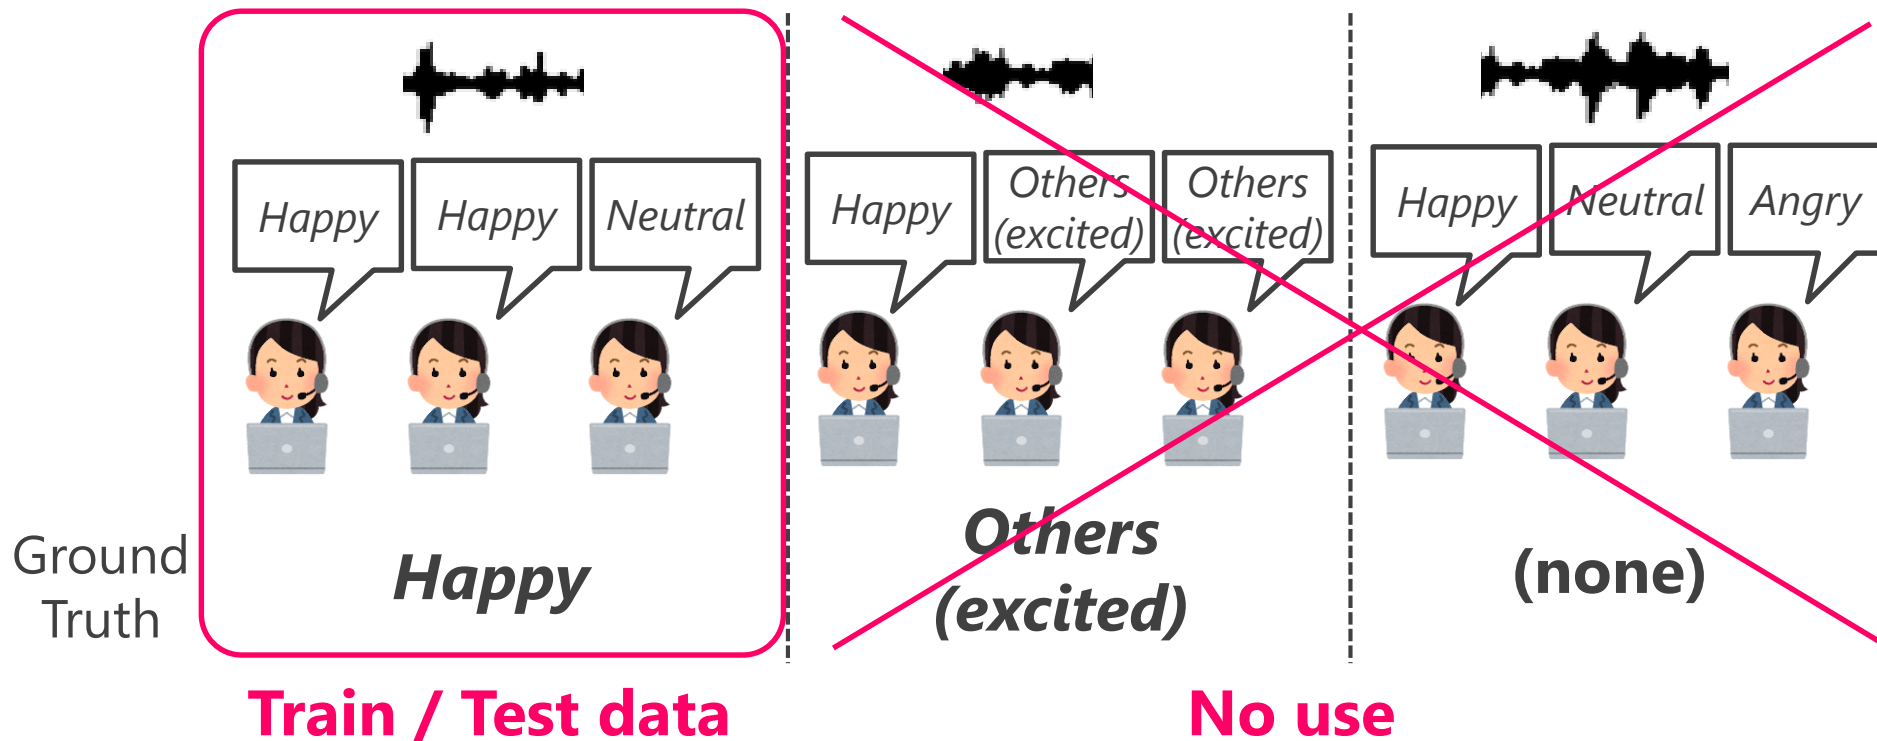 Happy
Happy
Neutral
Happy
Others
(excited)
Others
(excited)
Happy
Neutral
Angry
Ground
Truth
Happy
Others
(excited)
(none)
Train / Test data
No use